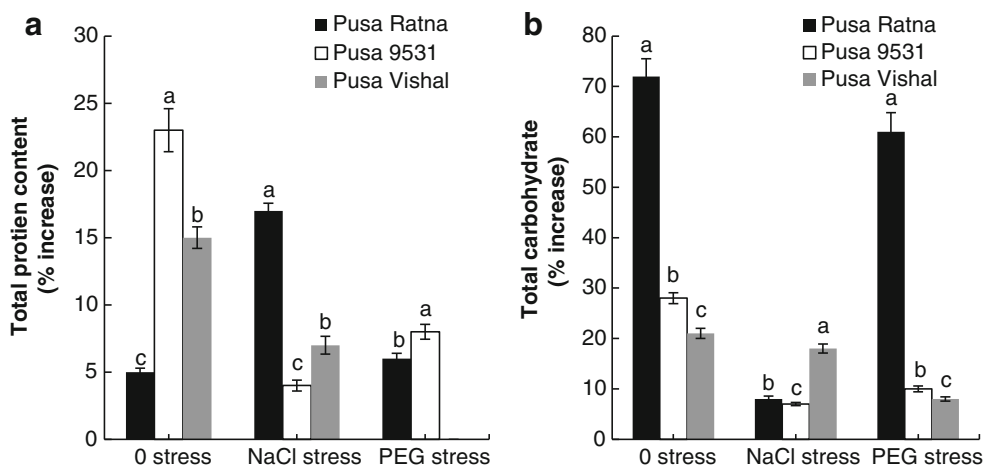 a
Total protien content
(% increase)
30
25
20
15
10
5
0
Pusa Ratna
Pusa 9531
Pusa Vishal
c
a
b
a
c
b
b
a
0 stress
NaCl stress
PEG stress
b
Total carbohydrate
(% increase)
80
70
60
50
40
30
20
10
0
Pusa Ratna
Pusa 9531
Pusa Vishal
a
b
c
b
c
a
a
b
c
0 stress
NaCl stress
PEG stress